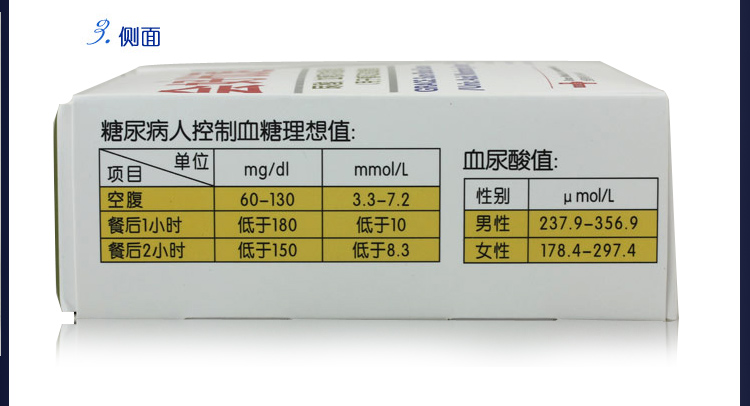 3. 侧面
糖尿病人控制血糖理想值:
项目 单位 mg/dl mmol/L
空腹 60-130 3.3-7.2
餐后1小时 低于180 低于10
餐后2小时 低于150 低于8.3
血尿酸值:
性别 μmol/L
男性 237.9-356.9
女性 178.4-297.4